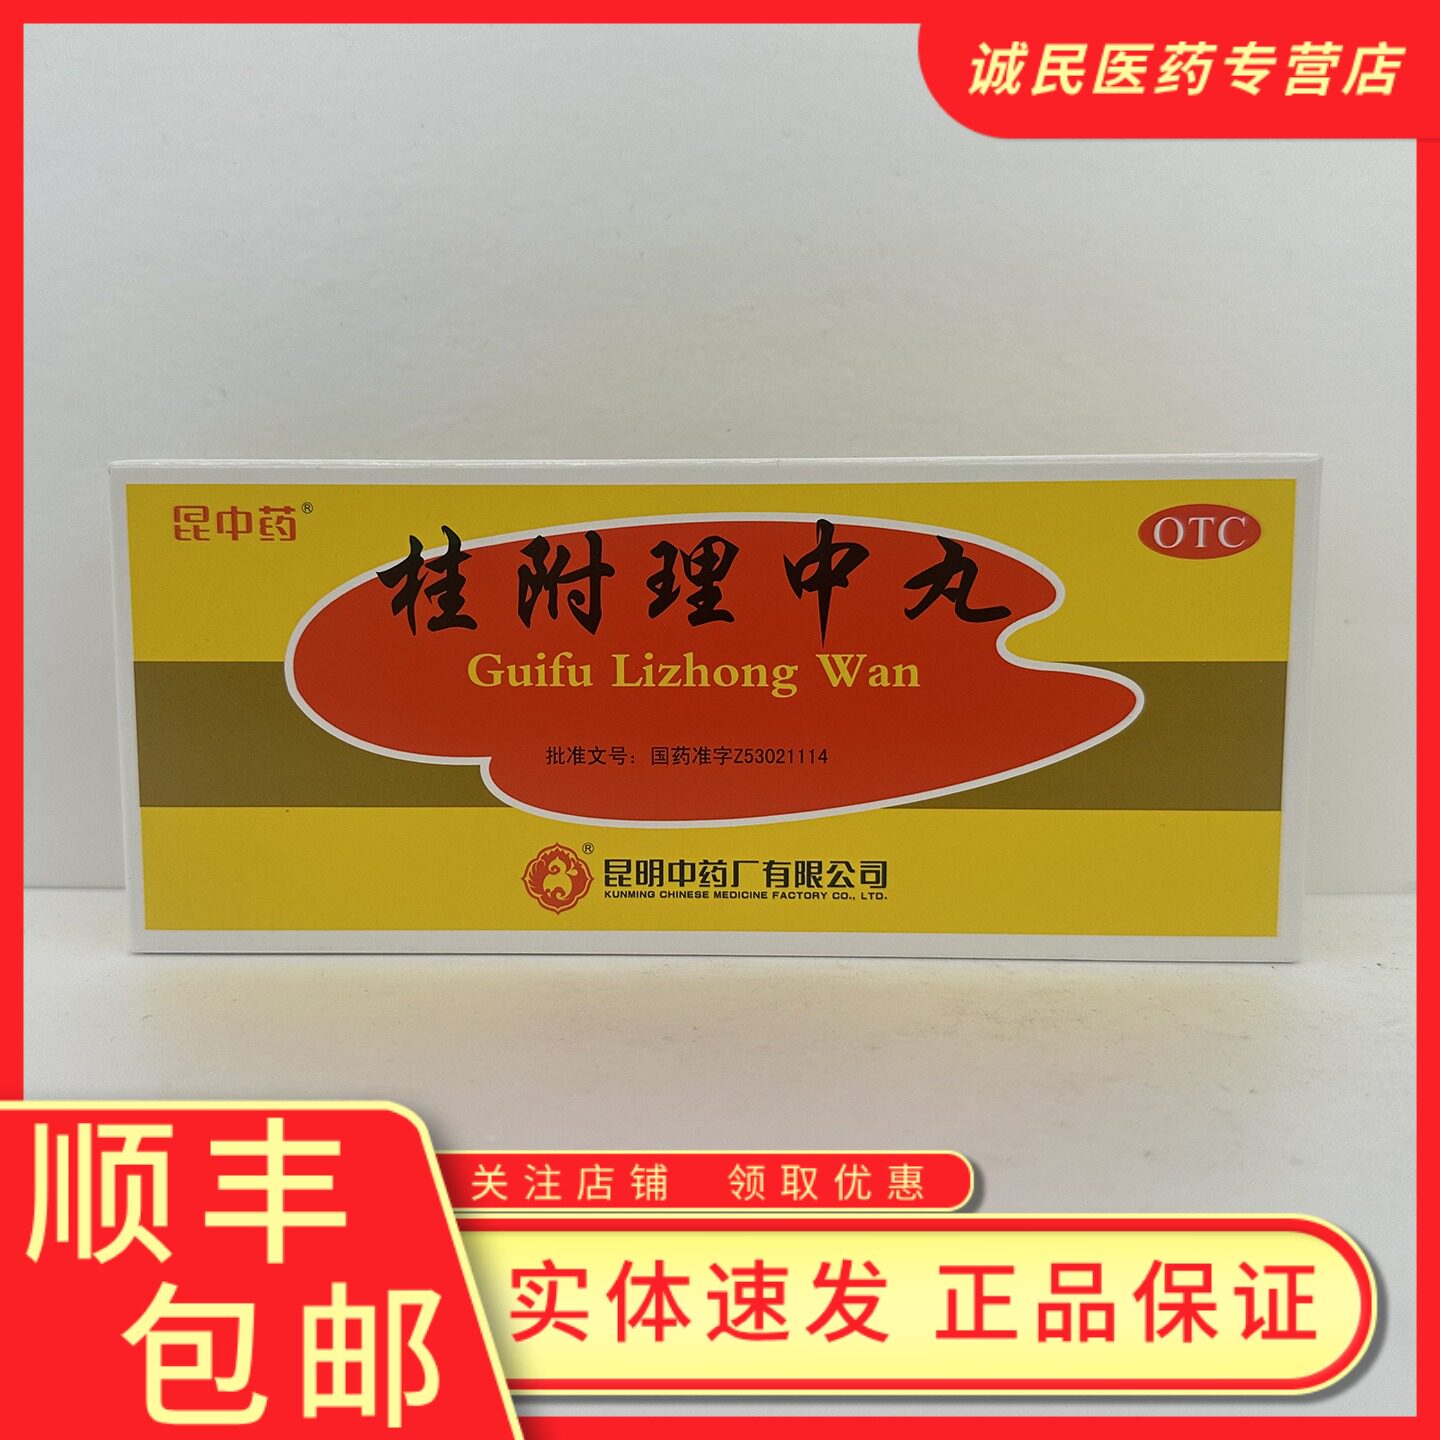 诚民医药专营店
昆中药®
OTC
桂附理中丸
Guifu Lizhong Wan
批准文号：国药准字Z53021114
®
昆明中药厂有限公司
KUNMING CHINESE MEDICINE FACTORY CO., LTD.
顺丰
包邮
关注店铺 领取优惠
实体速发 正品保证